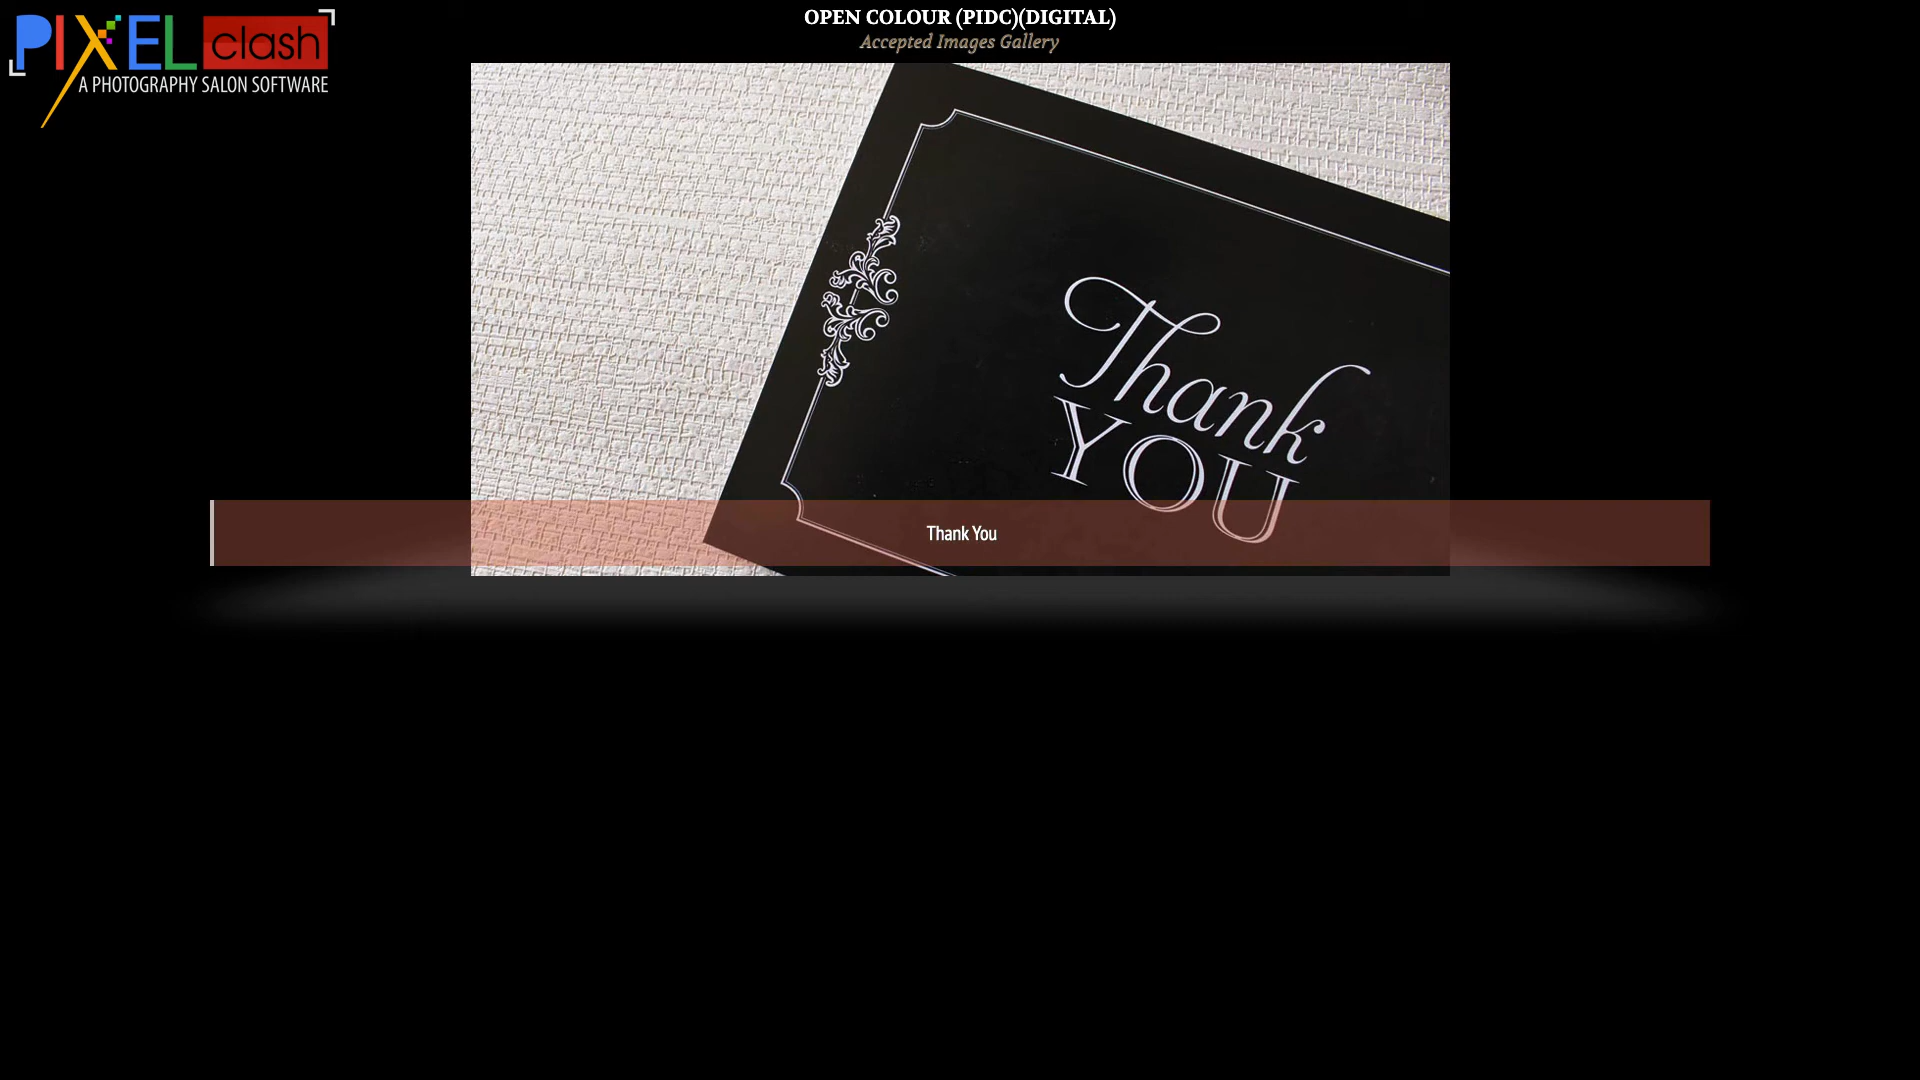 PIXEL clash
A PHOTOGRAPHY SALON SOFTWARE
OPEN COLOUR (PIDC)(DIGITAL)
Accepted Images Gallery
Thank
YOU
Thank You